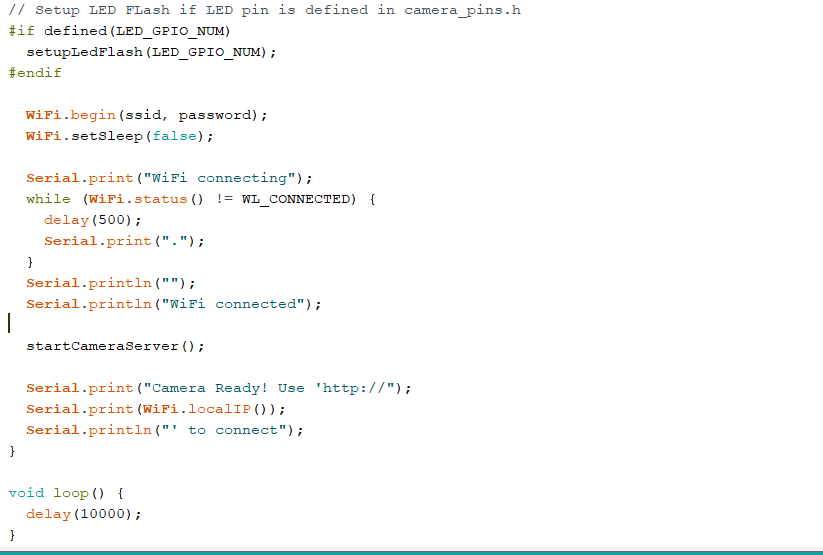 // Setup LED FLash if LED pin is defined in camera_pins.h
#if defined(LED_GPIO_NUM)
  setupLedFlash(LED_GPIO_NUM);
#endif

  WiFi.begin(ssid, password);
  WiFi.setSleep(false);

  Serial.print("WiFi connecting");
  while (WiFi.status() != WL_CONNECTED) {
    delay(500);
    Serial.print(".");
  }
  Serial.println("");
  Serial.println("WiFi connected");

  startCameraServer();

  Serial.print("Camera Ready! Use 'http://");
  Serial.print(WiFi.localIP());
  Serial.println("' to connect");
}

void loop() {
  delay(10000);
}